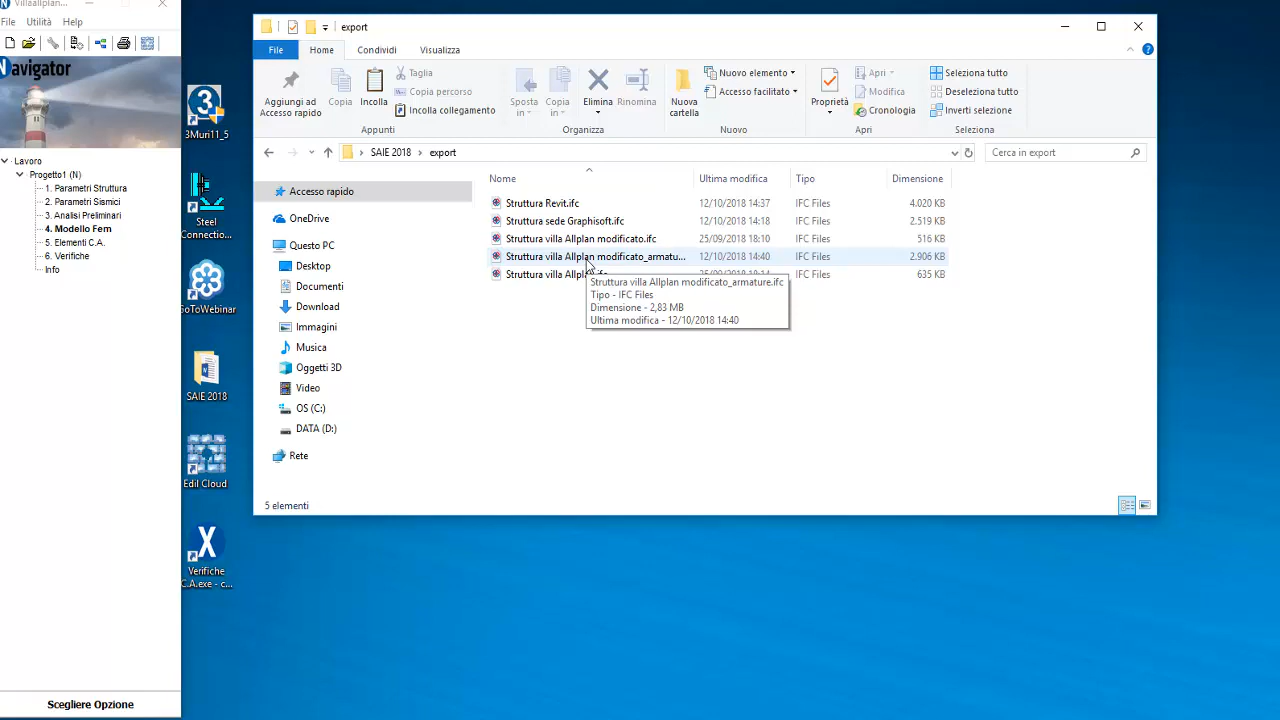 Villaallplan...
File Utilità Help
Navigator
Lavoro
Progetto1 (N)
1. Parametri Struttura
2. Parametri Sismici
3. Analisi Preliminari
4. Modello Fem
5. Elementi C.A.
6. Verifiche
Info
Scegliere Opzione
3Muri11_5
Steel
Connectio...
GoToWebinar
SAIE 2018
Edil Cloud
Verifiche
C.A.exe - c...
export
File Home Condividi Visualizza
Aggiungi ad
Accesso rapido
Copia
Incolla
Taglia
Copia percorso
Incolla collegamento
Appunti
Sposta
in
Copia
in
Elimina
Rinomina
Organizza
Nuova
cartella
Nuovo elemento
Accesso facilitato
Nuovo
Proprietà
Apri
Modifica
Cronologia
Apri
Seleziona tutto
Deseleziona tutto
Inverti selezione
Selezione
SAIE 2018 export
Cerca in export
Accesso rapido
OneDrive
Questo PC
Desktop
Documenti
Download
Immagini
Musica
Oggetti 3D
Video
OS (C:)
DATA (D:)
Rete
Nome Ultima modifica Tipo Dimensione
Struttura Revit.ifc 12/10/2018 14:37 IFC Files 4.020 KB
Struttura sede Graphisoft.ifc 12/10/2018 14:18 IFC Files 2.519 KB
Struttura villa Allplan modificato.ifc 25/09/2018 18:10 IFC Files 516 KB
Struttura villa Allplan modificato_armatu... 12/10/2018 14:40 IFC Files 2.906 KB
Struttura villa IFC Files 635 KB
Struttura villa Allplan modificato_armature.ifc
Tipo - IFC Files
Dimensione - 2,83 MB
Ultima modifica - 12/10/2018 14:40
5 elementi